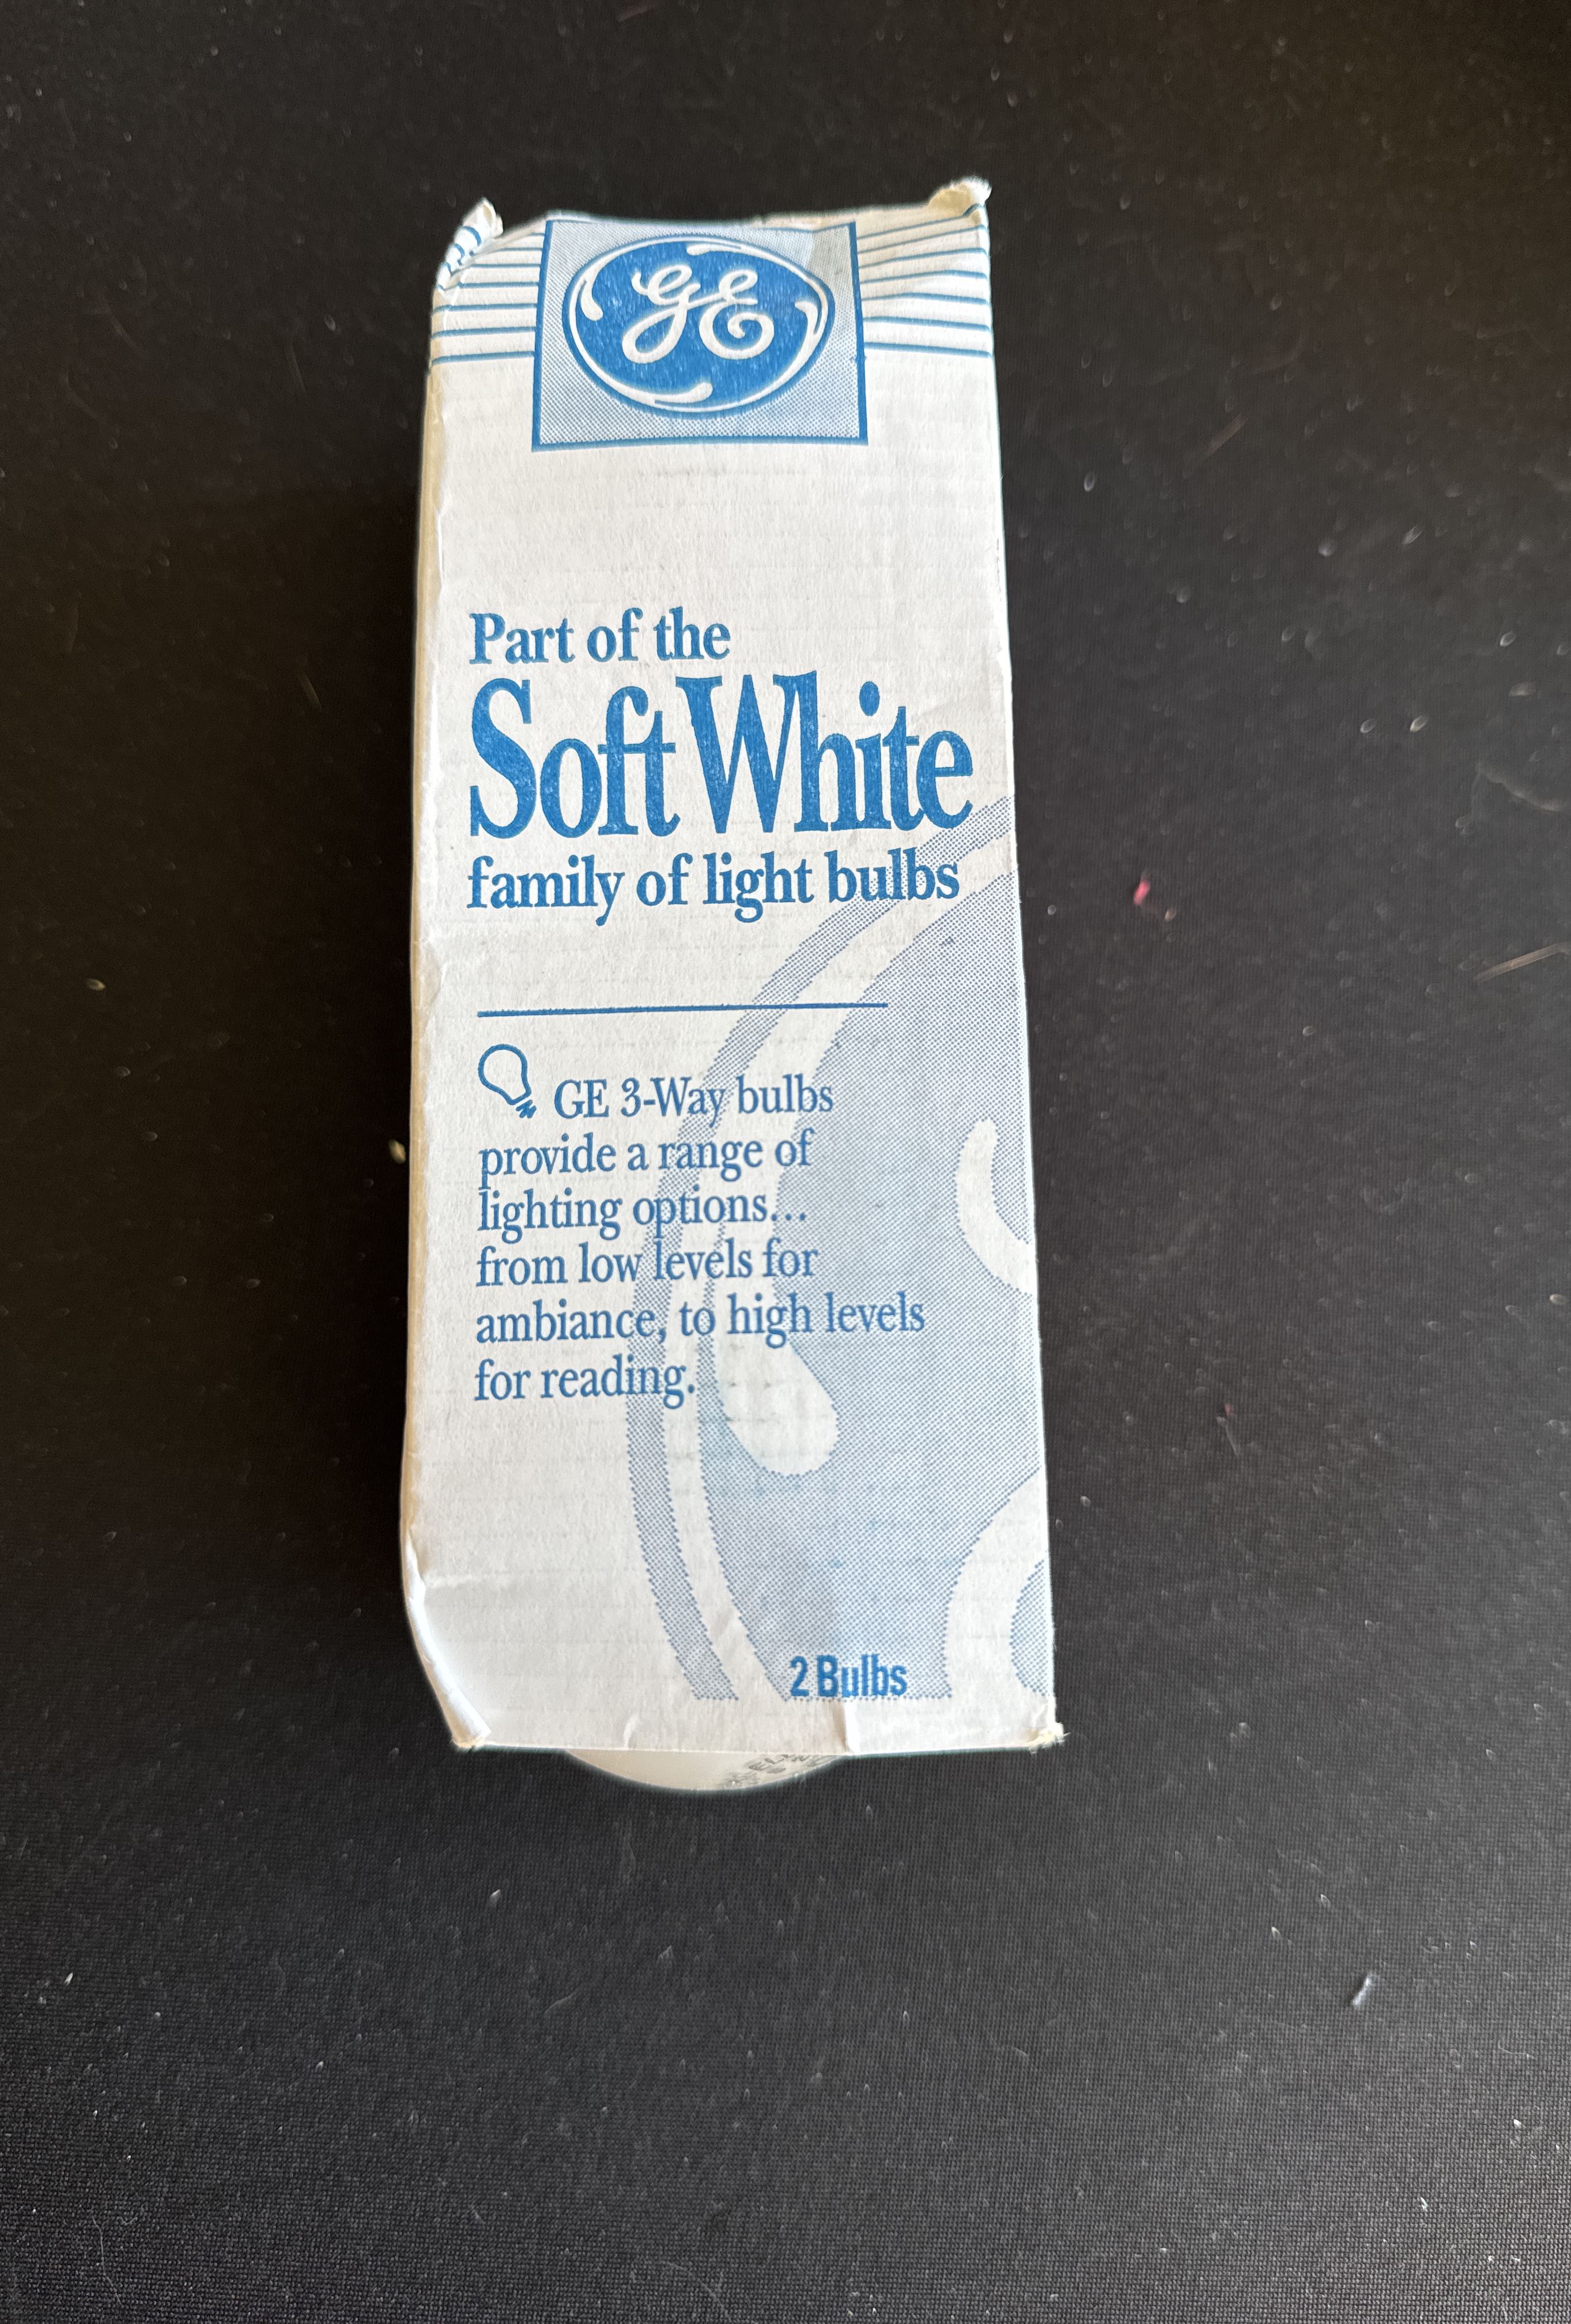 GE
Part of the
Soft White
family of light bulbs
GE 3-Way bulbs
provide a range of
lighting options...
from low levels for
ambiance, to high levels
for reading.
2 Bulbs